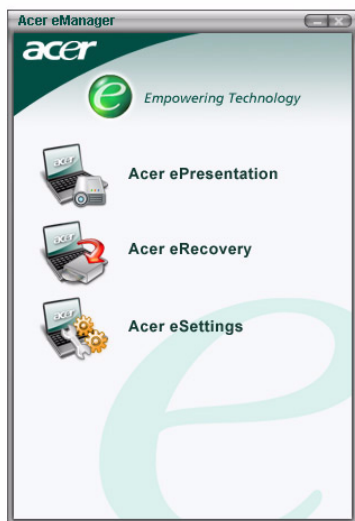 Acer eManager
acer
e Empowering Technology
Acer ePresentation
Acer eRecovery
Acer eSettings